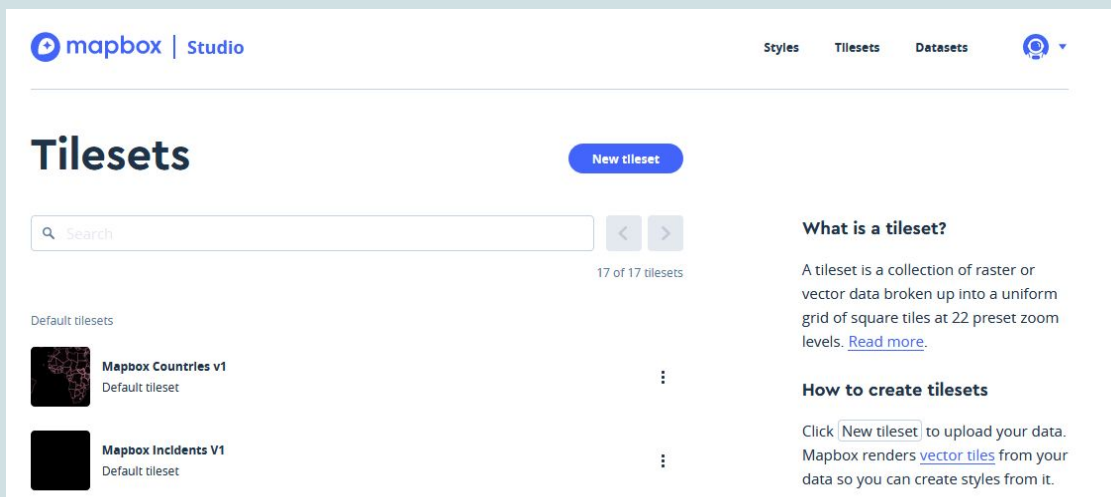 mapbox | Studio
Styles Tilesets Datasets
Tilesets
New tileset
Search
17 of 17 tilesets
Default tilesets
Mapbox Countries v1
Default tileset
Mapbox Incidents V1
Default tileset
What is a tileset?
A tileset is a collection of raster or
vector data broken up into a uniform
grid of square tiles at 22 preset zoom
levels. Read more.
How to create tilesets
Click New tileset to upload your data.
Mapbox renders vector tiles from your
data so you can create styles from it.